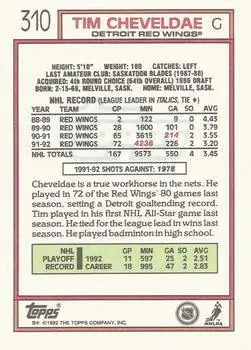 310 TIM CHEVELDAE G
DETROIT RED WINGS®
HEIGHT: 5'10" WEIGHT: 180 CATCHES: LEFT
LAST AMATEUR CLUB: SASKATOON BLADES (1987-88)
ACQUIRED: 4th ROUND CHOICE (64th OVERALL) 1986 DRAFT
BORN: 2-15-68, MELVILLE, SASK. HOME: MELVILLE, SASK.
NHL RECORD (LEAGUE LEADER IN ITALICS, TIE ♦)
GP MIN GA SO AVG
88-89 RED WINGS 2 122 9 0 4.43
89-90 RED WINGS 28 1600 101 0 3.79
90-91 RED WINGS 65 3615 214 2 3.55
91-92 RED WINGS 72 4236 226 2 3.20
NHL TOTALS 167 9573 550 4 3.45
1991-92 SHOTS AGAINST: 1978
Cheveldae is a true workhorse in the nets. He
played in 72 of the Red Wings' 80 games last
season, setting a Detroit goaltending record.
Tim played in his first NHL All-Star game last
season. He tied for the league lead in wins last
season. He played badminton in high school.
NHL GP MIN GA SO AVG
PLAYOFF 1992 11 597 25 2 2.51
RECORD CAREER 18 995 47 2 2.83
TOPPS
B* ©1992 THE TOPPS COMPANY, INC.
NHLPA